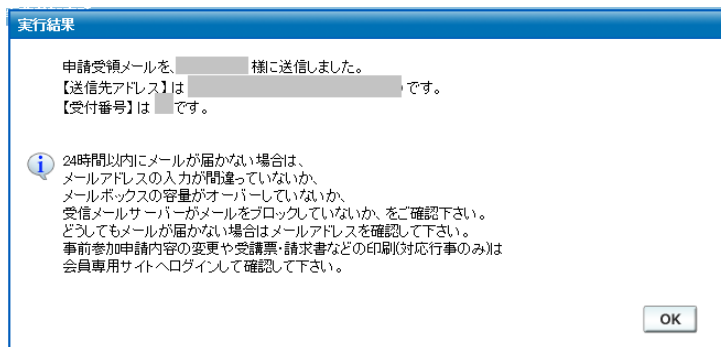 実行結果
申請受領メールを、 様に送信しました。
【送信先アドレス】は です。
【受付番号】は です。
24時間以内にメールが届かない場合は、
メールアドレスの入力が間違っていないか、
メールボックスの容量がオーバーしていないか、
受信メールサーバーがメールをブロックしていないか、をご確認下さい。
どうしてもメールが届かない場合はメールアドレスを確認して下さい。
事前参加申請内容の変更や受講票・請求書などの印刷(対応行事のみ)は
会員専用サイトへログインして確認して下さい。
OK